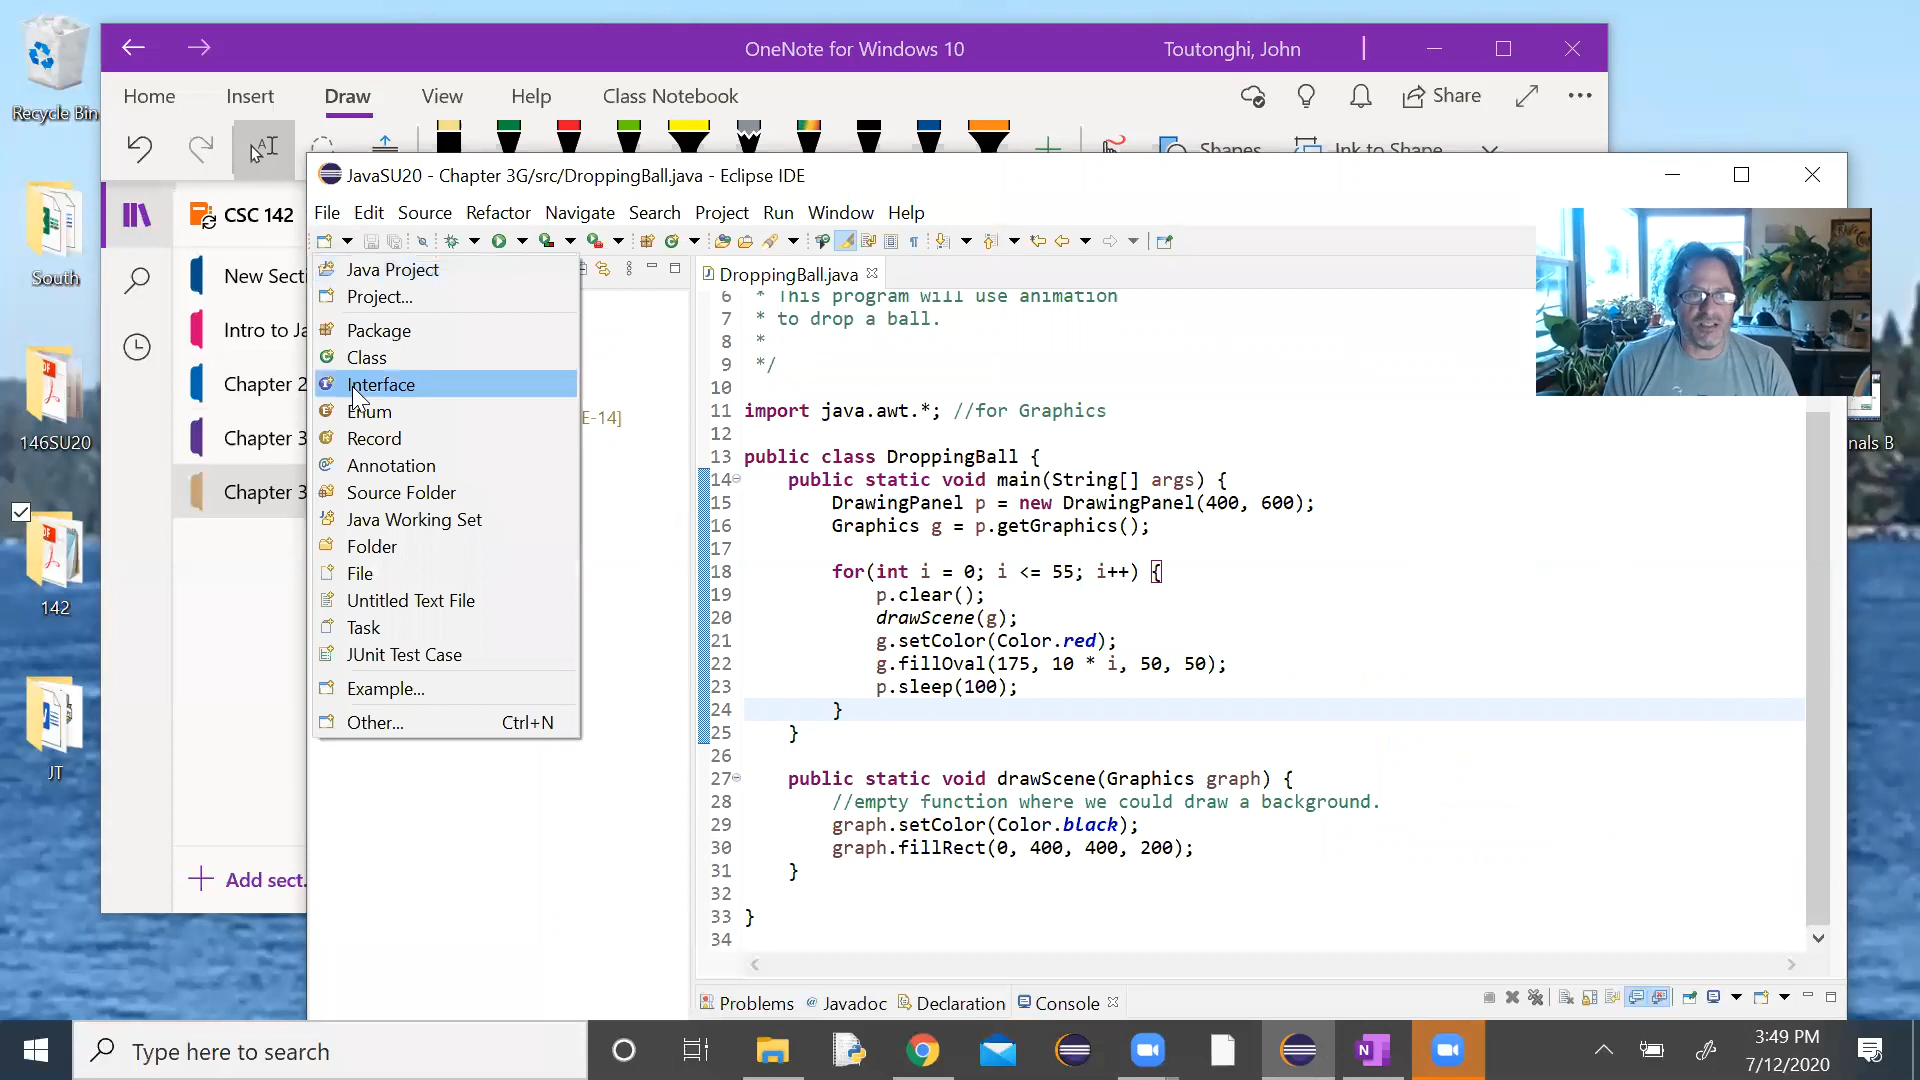 Recycle Bin
South
146SU20
142
JT
OneNote for Windows 10
Toutonghi, John
Home Insert Draw View Help Class Notebook
Share
Shapes
Ink to Shape
CSC 142
New Secti
Intro to Ja
Chapter 2
Chapter 3
Chapter 3
Add sect.
JavaSU20 - Chapter 3G/src/DroppingBall.java - Eclipse IDE
File Edit Source Refactor Navigate Search Project Run Window Help
Java Project
Project...
Package
Class
Interface
Enum
Record
Annotation
Source Folder
Java Working Set
Folder
File
Untitled Text File
Task
JUnit Test Case
Example...
Other... Ctrl+N
E-14]
DroppingBall.java
6 * This program will use animation
7 * to drop a ball.
8 *
9 */
10
11 import java.awt.*; //for Graphics
12
13 public class DroppingBall {
14 public static void main(String[] args) {
15 DrawingPanel p = new DrawingPanel(400, 600);
16 Graphics g = p.getGraphics();
17
18 for(int i = 0; i <= 55; i++) {
19 p.clear();
20 drawScene(g);
21 g.setColor(Color.red);
22 g.fillOval(175, 10 * i, 50, 50);
23 p.sleep(100);
24 }
25 }
26
27 public static void drawScene(Graphics graph) {
28 //empty function where we could draw a background.
29 graph.setColor(Color.black);
30 graph.fillRect(0, 400, 400, 200);
31 }
32
33 }
34
Problems Javadoc Declaration Console
nals B
Type here to search
3:49 PM
7/12/2020